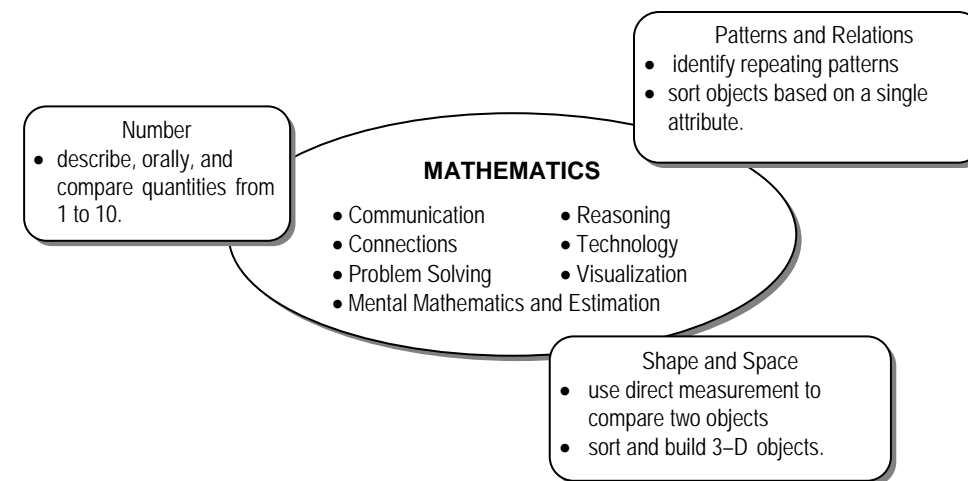 Patterns and Relations
• identify repeating patterns
• sort objects based on a single
attribute.
Number
• describe, orally, and
compare quantities from
1 to 10.
MATHEMATICS
• Communication • Reasoning
• Connections • Technology
• Problem Solving • Visualization
• Mental Mathematics and Estimation
Shape and Space
• use direct measurement to
compare two objects
• sort and build 3–D objects.